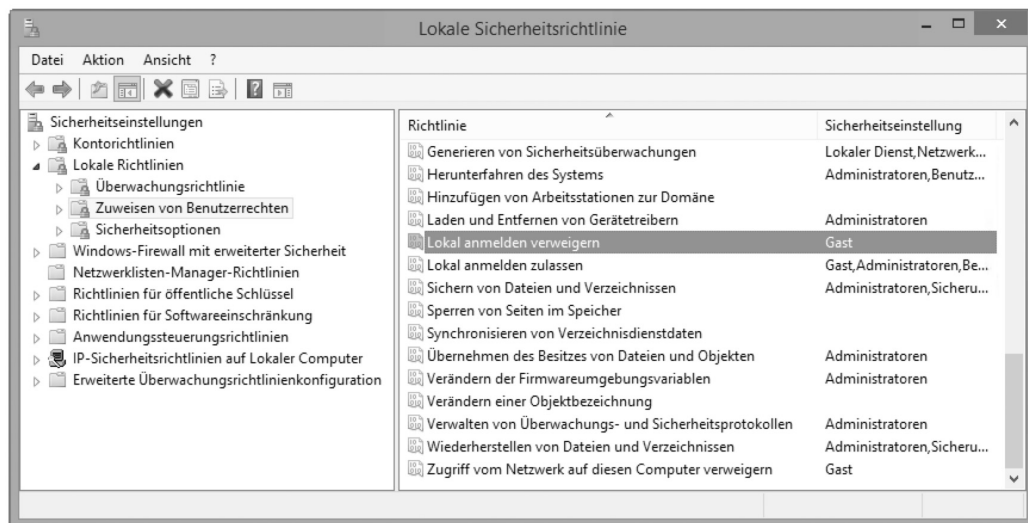 Lokale Sicherheitsrichtlinie
Datei Aktion Ansicht ?
Sicherheitseinstellungen
Kontorichtlinien
Lokale Richtlinien
Überwachungsrichtlinie
Zuweisen von Benutzerrechten
Sicherheitsoptionen
Windows-Firewall mit erweiterter Sicherheit
Netzwerklisten-Manager-Richtlinien
Richtlinien für öffentliche Schlüssel
Richtlinien für Softwareeinschränkung
Anwendungssteuerungsrichtlinien
IP-Sicherheitsrichtlinien auf Lokaler Computer
Erweiterte Überwachungsrichtlinienkonfiguration
Richtlinie Sicherheitseinstellung
Generieren von Sicherheitsüberwachungen Lokaler Dienst,Netzwerk...
Herunterfahren des Systems Administratoren,Benutz...
Hinzufügen von Arbeitsstationen zur Domäne
Laden und Entfernen von Gerätetreibern Administratoren
Lokal anmelden verweigern Gast
Lokal anmelden zulassen Gast,Administratoren,Be...
Sichern von Dateien und Verzeichnissen Administratoren,Sicheru...
Sperren von Seiten im Speicher
Synchronisieren von Verzeichnisdienstdaten
Übernehmen des Besitzes von Dateien und Objekten Administratoren
Verändern der Firmwareumgebungsvariablen Administratoren
Verändern einer Objektbezeichnung
Verwalten von Überwachungs- und Sicherheitsprotokollen Administratoren
Wiederherstellen von Dateien und Verzeichnissen Administratoren,Sicheru...
Zugriff vom Netzwerk auf diesen Computer verweigern Gast